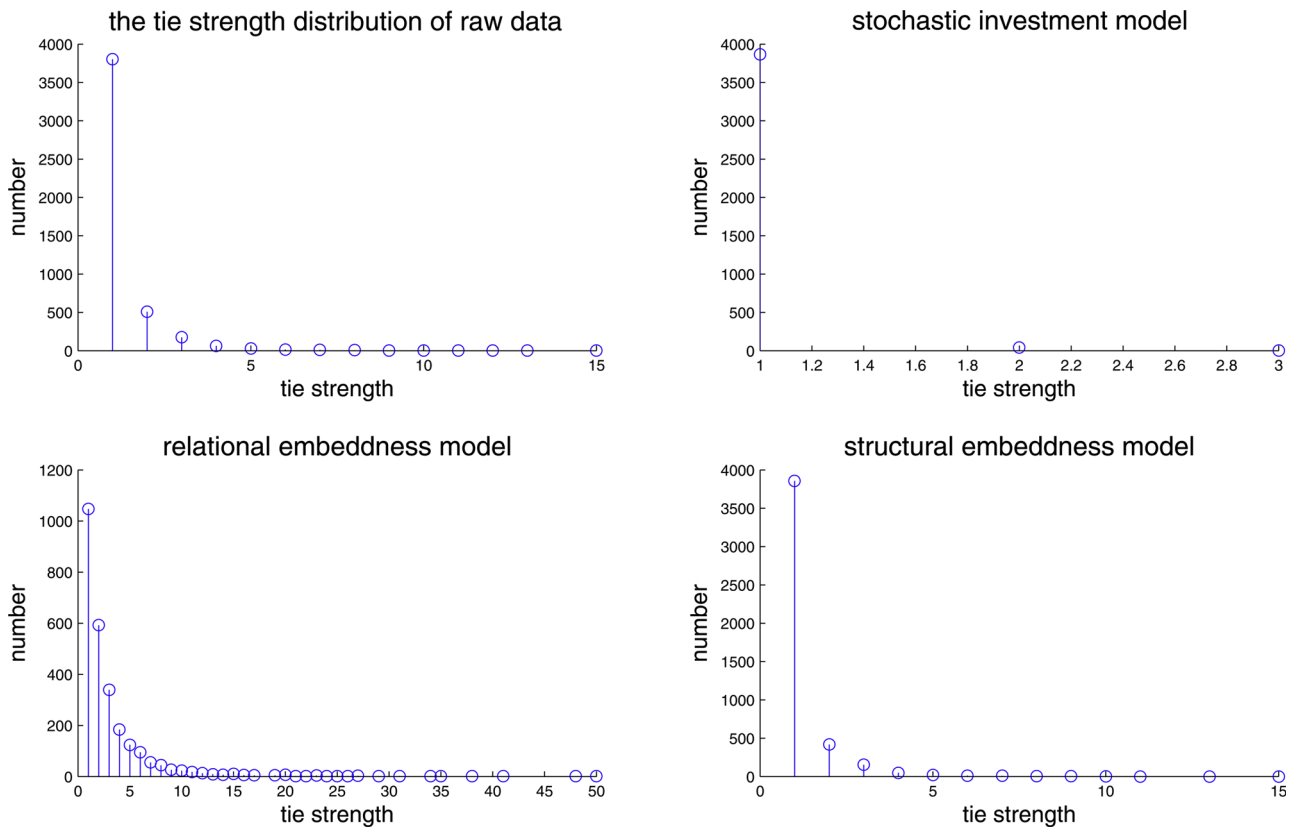 the tie strength distribution of raw data
4000
3500
3000
2500
2000
1500
1000
500
0
number
0 5 10 15
tie strength
stochastic investment model
4000
3500
3000
2500
2000
1500
1000
500
0
number
1 1.2 1.4 1.6 1.8 2 2.2 2.4 2.6 2.8 3
tie strength
relational embeddness model
1200
1000
800
600
400
200
0
number
0 5 10 15 20 25 30 35 40 45 50
tie strength
structural embeddness model
4000
3500
3000
2500
2000
1500
1000
500
0
number
0 5 10 15
tie strength